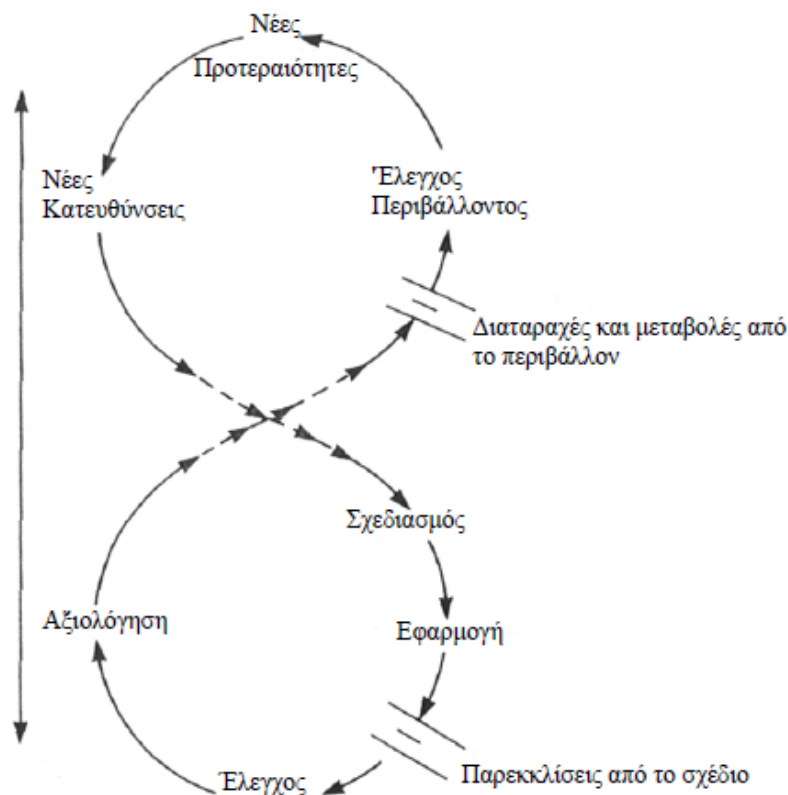 Νέες
Προτεραιότητες
Νέες
Κατευθύνσεις
Έλεγχος
Περιβάλλοντος
Διαταραχές και μεταβολές από
το περιβάλλον
Σχεδιασμός
Αξιολόγηση
Εφαρμογή
Έλεγχος
Παρεκκλίσεις από το σχέδιο